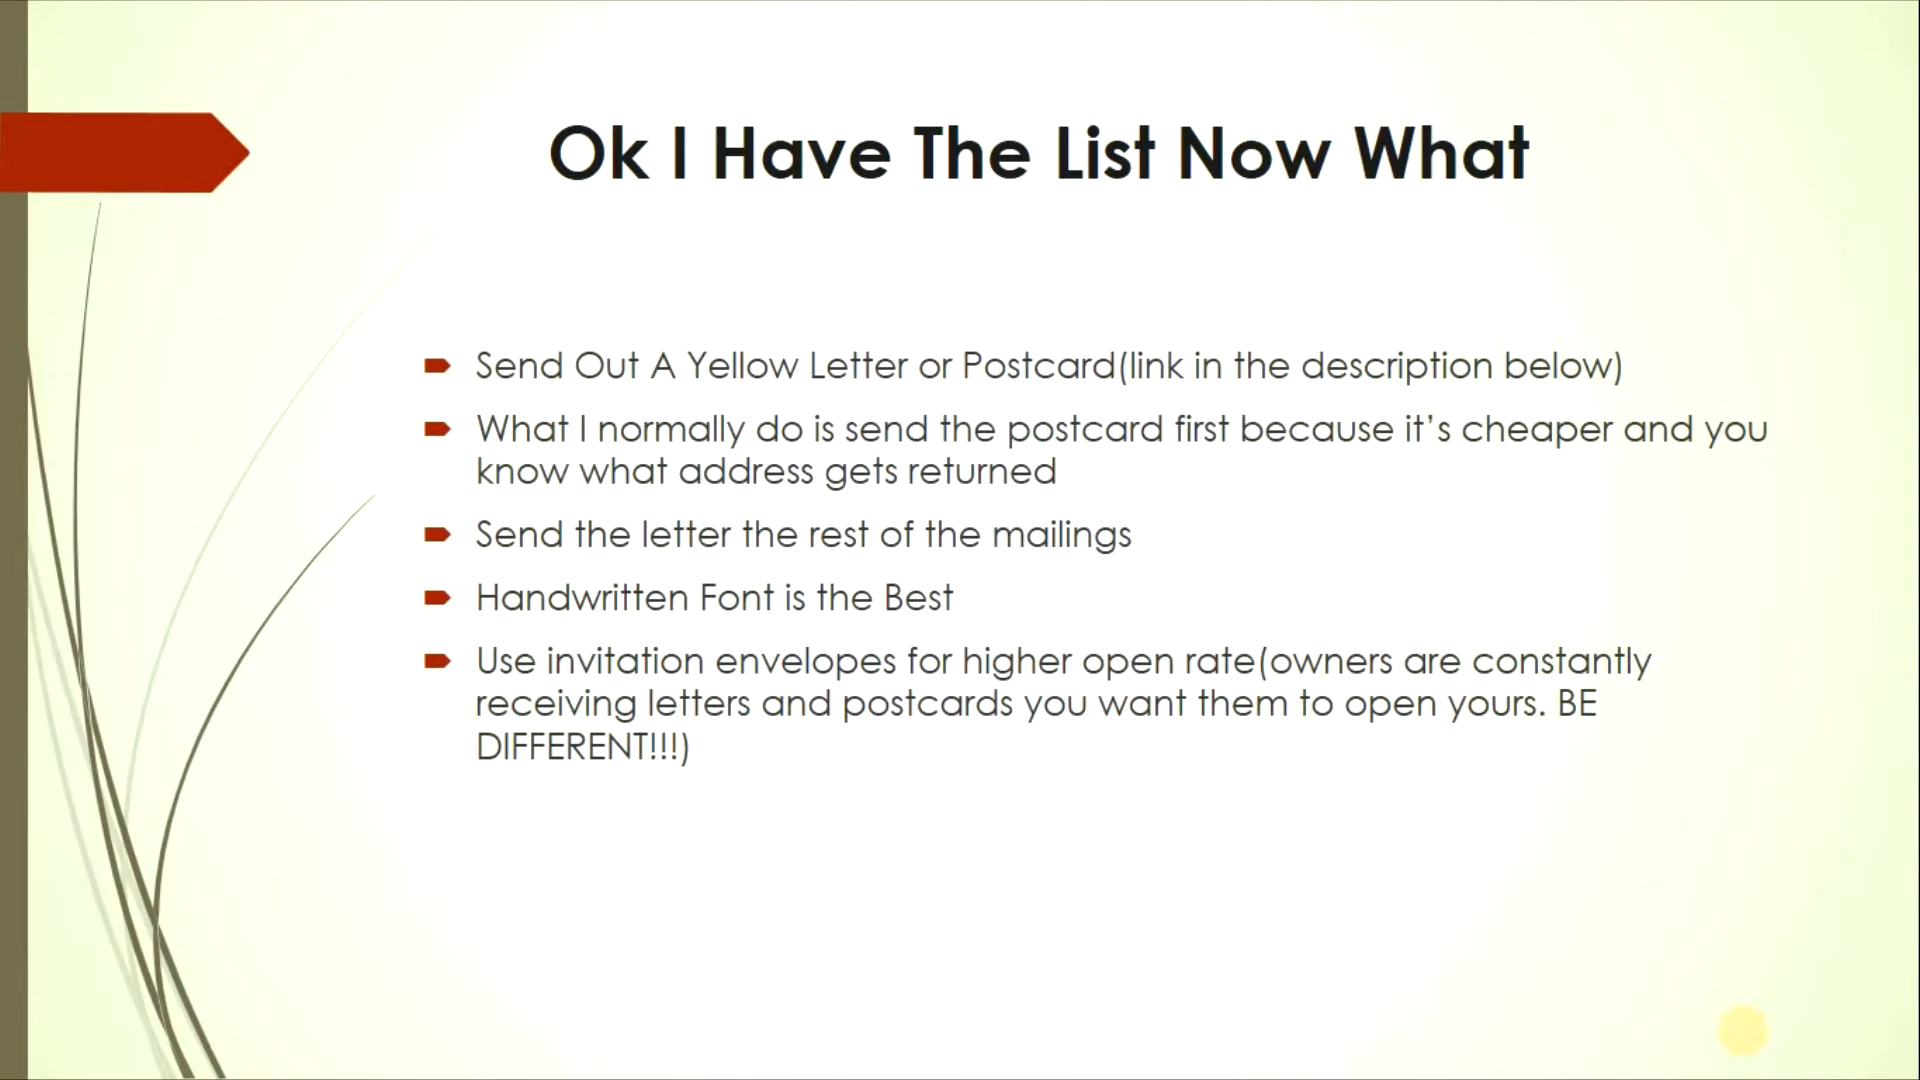 Ok I Have The List Now What
Send Out A Yellow Letter or Postcard(link in the description below)
What I normally do is send the postcard first because it’s cheaper and you
know what address gets returned
Send the letter the rest of the mailings
Handwritten Font is the Best
Use invitation envelopes for higher open rate(owners are constantly
receiving letters and postcards you want them to open yours. BE
DIFFERENT!!!)